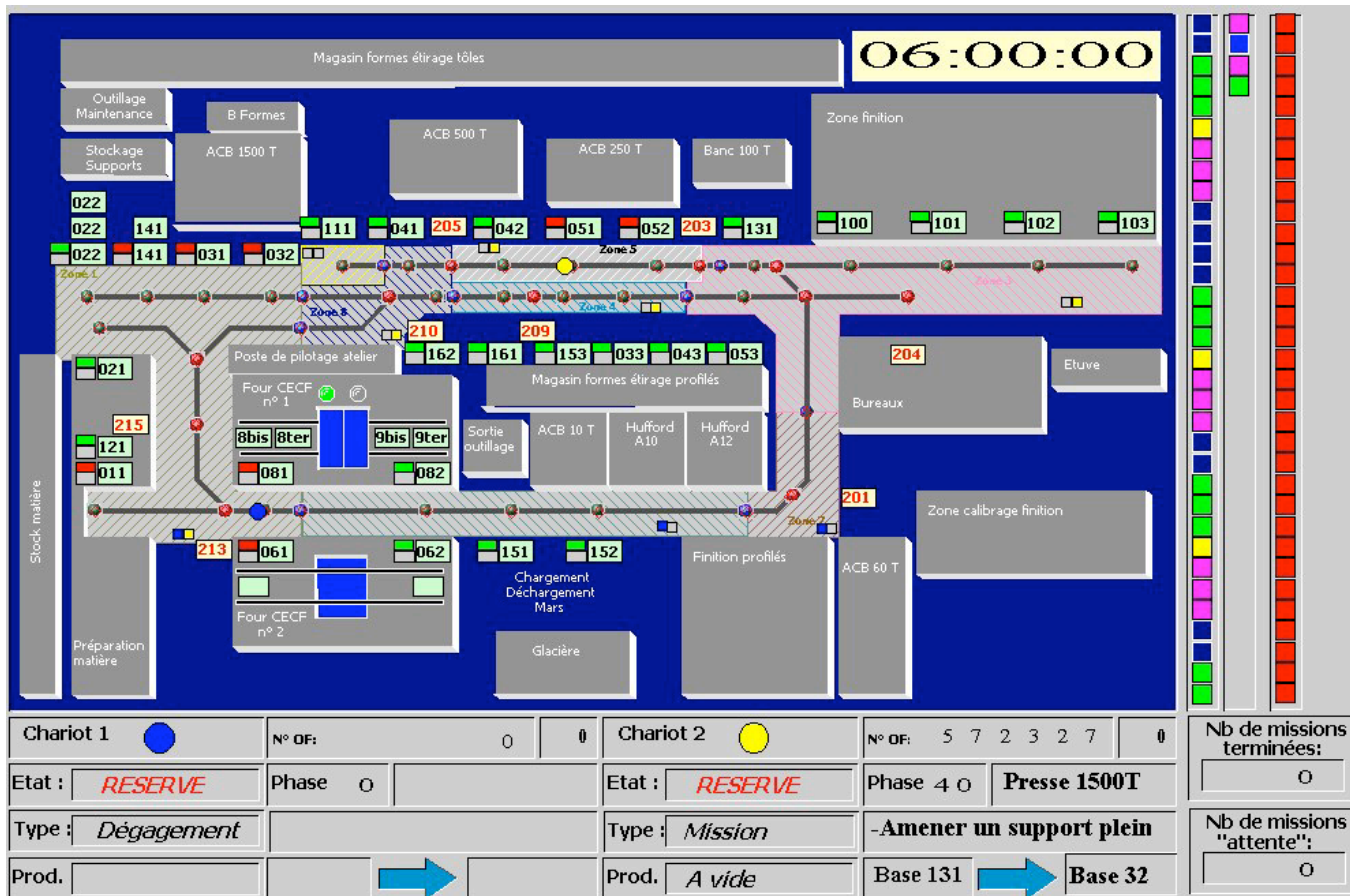 Magasin formes étirage tôles
06:00:00
Outillage
Maintenance
B Formes
Stockage
Supports
ACB 1500 T
ACB 500 T
ACB 250 T
Banc 100 T
Zone finition
022
022
141
111
041
205
042
051
052
203
131
100
101
102
103
022
141
031
032
Zone 5
Zone 1
Zone 3
Zone 8
Zone 4
210
209
162
161
153
033
043
053
204
Poste de pilotage atelier
021
Magasin formes étirage profilés
Etuve
Four CECF
n° 1
Bureaux
215
8bis
8ter
9bis
9ter
Sortie
outillage
ACB 10 T
Hufford
A10
Hufford
A12
121
011
081
082
201
Zone calibrage finition
Stock matière
Zone 7
213
061
062
151
152
Finition profilés
ACB 60 T
Chargement
Déchargement
Mars
Four CECF
n° 2
Préparation
matière
Glacière
Chariot 1
N° OF:
0
0
Chariot 2
N° OF: 5 7 2 3 2 7
0
Nb de missions
terminées:
0
Etat : RESERVE
Phase 0
Etat : RESERVE
Phase 4 0
Presse 1500T
Type : Dégagement
Type : Mission
-Amener un support plein
Nb de missions
"attente":
0
Prod.
Prod. A vide
Base 131
Base 32